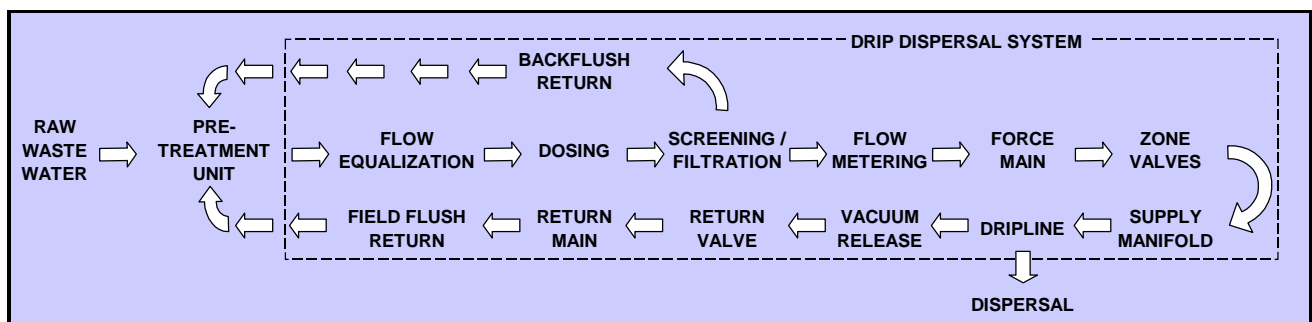 DRIP DISPERSAL SYSTEM
BACKFLUSH
RETURN
RAW
WASTE
WATER
PRE-
TREATMENT
UNIT
FLOW
EQUALIZATION
DOSING
SCREENING /
FILTRATION
FLOW
METERING
FORCE
MAIN
ZONE
VALVES
SUPPLY
MANIFOLD
DRIPLINE
VACUUM
RELEASE
RETURN
VALVE
RETURN
MAIN
FIELD FLUSH
RETURN
DISPERSAL